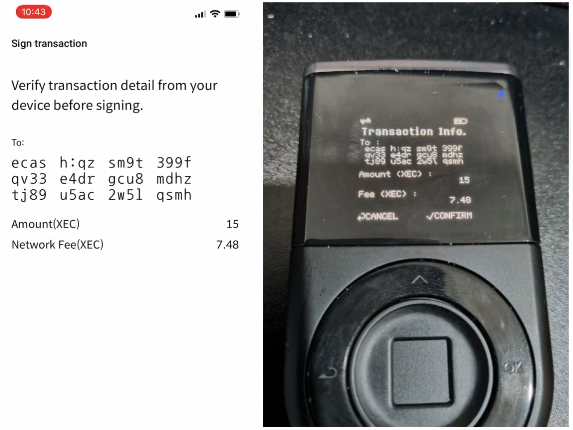 10:43
Sign transaction
Verify transaction detail from your
device before signing.
To:
ecas h:qz sm9t 399f
qv33 e4dr gcu8 mdhz
tj89 u5ac 2w5l qsmh
Amount(XEC) 15
Network Fee(XEC) 7.48
Transaction Info.
To :
ecas h:qz sm9t 399f
qv33 e4dr gcu8 mdhz
tj89 u5ac 2w5l qsmh
Amount (XEC) :
15
Fee (XEC) :
7.48
CANCEL CONFIRM
OK